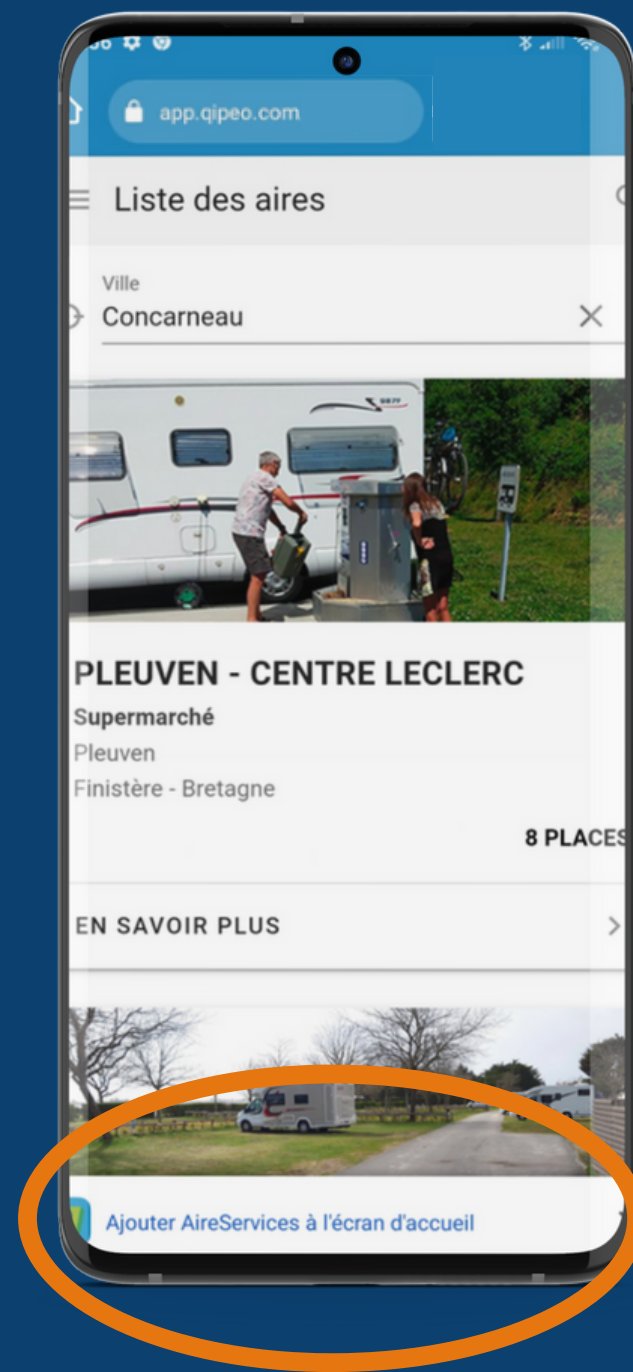 app.qipeo.com
Liste des aires
Ville
Concarneau
PLEUVEN - CENTRE LECLERC
Supermarché
Pleuven
Finistère - Bretagne
8 PLACES
EN SAVOIR PLUS
Ajouter AireServices à l'écran d'accueil